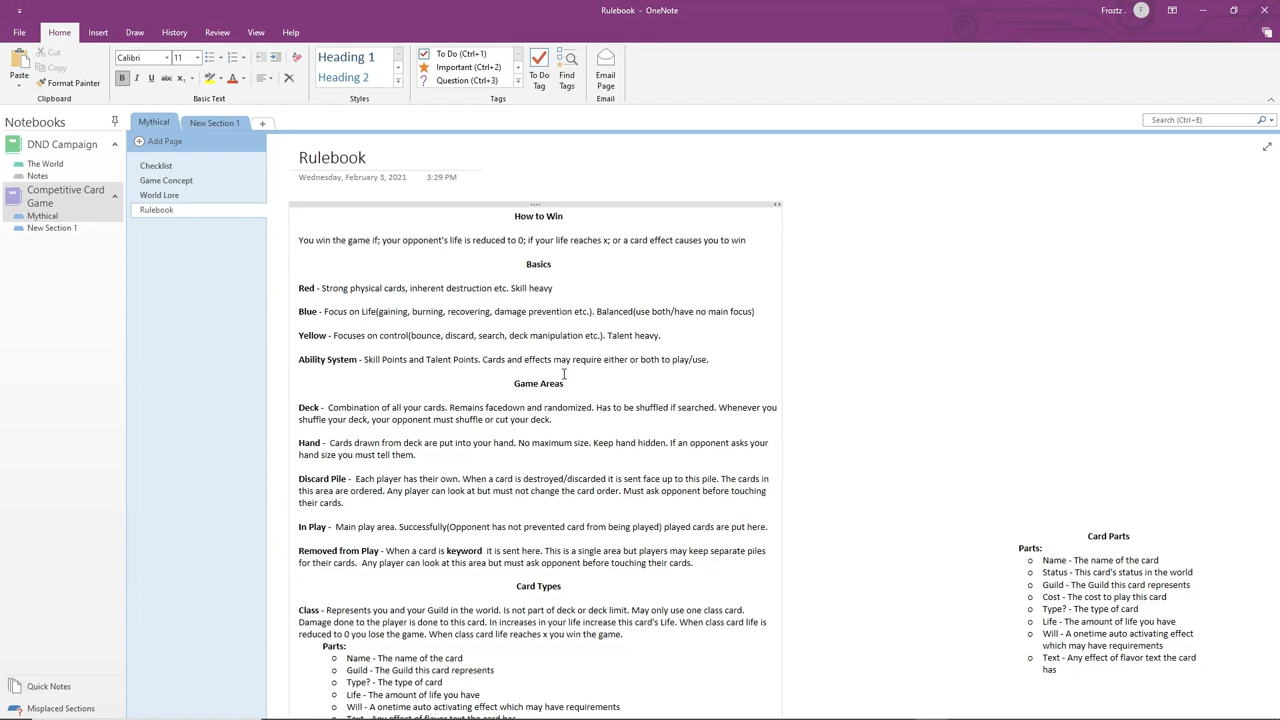 Rulebook - OneNote
Froztz
F
File
Home
Insert
Draw
History
Review
View
Help
Paste
Cut
Copy
Format Painter
Clipboard
Calibri
11
B
I
U
abc
x₂
A
Basic Text
Heading 1
Heading 2
Styles
To Do (Ctrl+1)
Important (Ctrl+2)
Question (Ctrl+3)
To Do
Tag
Find
Tags
Tags
Email
Page
Email
Notebooks
Mythical
New Section 1
Search (Ctrl+E)
DND Campaign
The World
Notes
Competitive Card
Game
Mythical
New Section 1
Quick Notes
Misplaced Sections
Add Page
Checklist
Game Concept
World Lore
Rulebook
Rulebook
Wednesday, February 3, 2021 3:29 PM
How to Win
You win the game if; your opponent's life is reduced to 0; if your life reaches x; or a card effect causes you to win
Basics
Red - Strong physical cards, inherent destruction etc. Skill heavy
Blue - Focus on Life(gaining, burning, recovering, damage prevention etc.). Balanced(use both/have no main focus)
Yellow - Focuses on control(bounce, discard, search, deck manipulation etc.). Talent heavy.
Ability System - Skill Points and Talent Points. Cards and effects may require either or both to play/use.
Game Areas
Deck - Combination of all your cards. Remains facedown and randomized. Has to be shuffled if searched. Whenever you
shuffle your deck, your opponent must shuffle or cut your deck.
Hand - Cards drawn from deck are put into your hand. No maximum size. Keep hand hidden. If an opponent asks your
hand size you must tell them.
Discard Pile - Each player has their own. When a card is destroyed/discarded it is sent face up to this pile. The cards in
this area are ordered. Any player can look at but must not change the card order. Must ask opponent before touching
their cards.
In Play - Main play area. Successfully(Opponent has not prevented card from being played) played cards are put here.
Removed from Play - When a card is keyword it is sent here. This is a single area but players may keep separate piles
for their cards. Any player can look at this area but must ask opponent before touching their cards.
Card Types
Class - Represents you and your Guild in the world. Is not part of deck or deck limit. May only use one class card.
Damage done to the player is done to this card. In increases in your life increase this card's Life. When class card life is
reduced to 0 you lose the game. When class card life reaches x you win the game.
Parts:
o Name - The name of the card
o Guild - The Guild this card represents
o Type? - The type of card
o Life - The amount of life you have
o Will - A onetime auto activating effect which may have requirements
o Text - Any effect of flavor text the card has
Card Parts
Parts:
o Name - The name of the card
o Status - This card's status in the world
o Guild - The Guild this card represents
o Cost - The cost to play this card
o Type? - The type of card
o Life - The amount of life you have
o Will - A onetime auto activating effect
which may have requirements
o Text - Any effect of flavor text the card
has